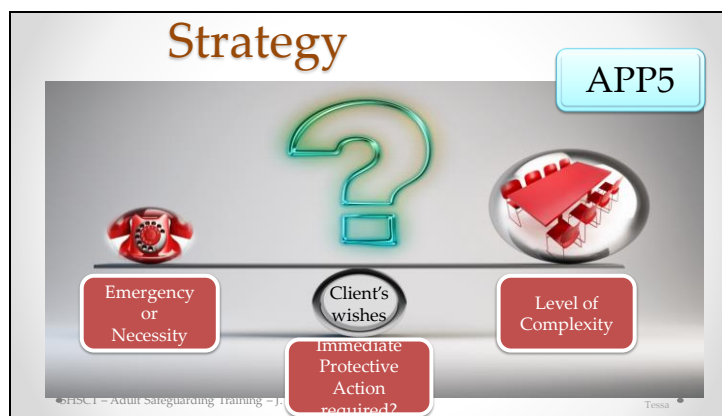 Strategy
APP5
Emergency
or
Necessity
Client's
wishes
Level of
Complexity
Immediate
Protective
Action
required?
SHSCT – Adult Safeguarding Training – J.
Tessa